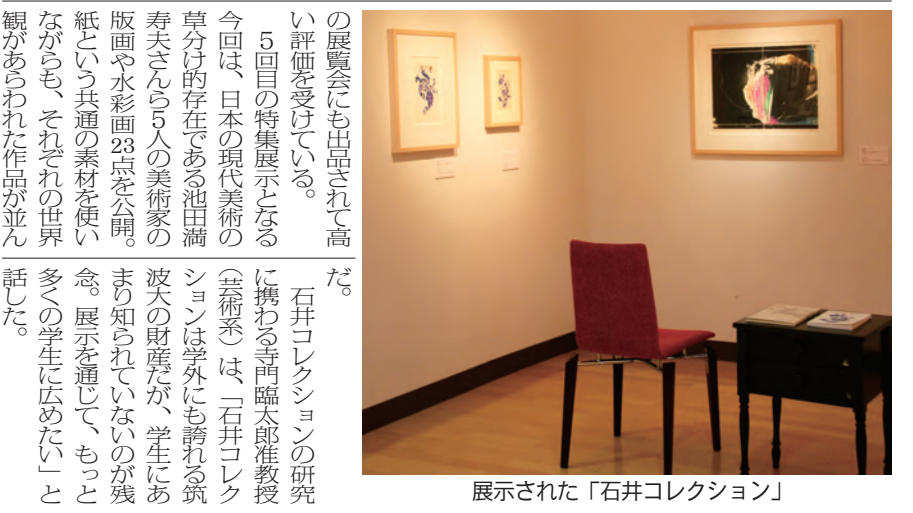 の展覧会にも出品されて高
い評価を受けている。
５回目の特集展示となる
今回は、日本の現代美術の
草分け的存在である池田満
寿夫さんら５人の美術家の
版画や水彩画23点を公開。
紙という共通の素材を使い
ながらも、それぞれの世界
観があらわれた作品が並ん
だ。
石井コレクションの研究
に携わる寺門臨太郎准教授
（芸術系）は、「石井コレク
ションは学外にも誇れる筑
波大の財産だが、学生にあ
まり知られていないのが残
念。展示を通じて、もっと
多くの学生に広めたい」と
話した。
展示された「石井コレクション」